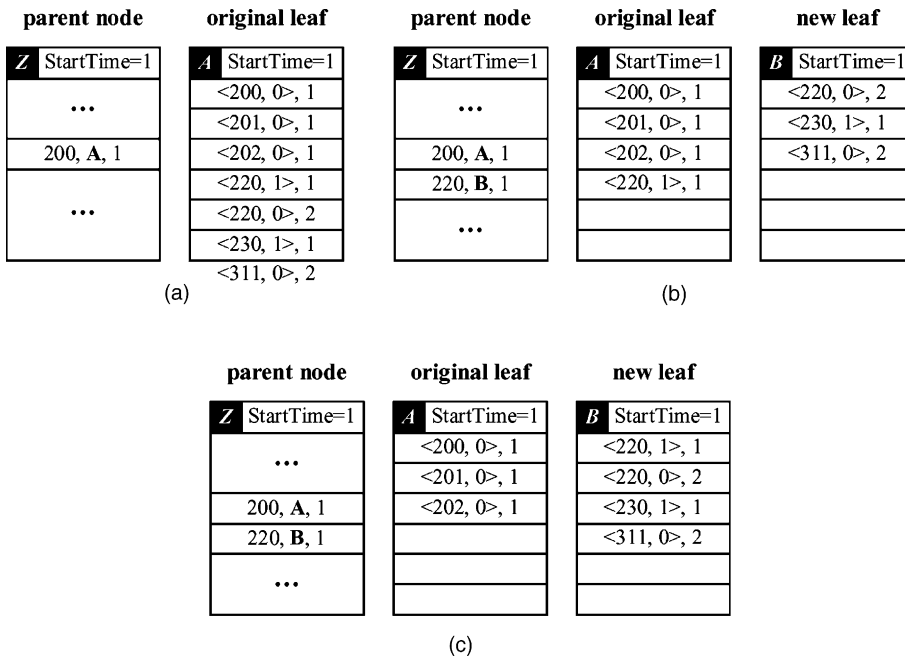 parent node original leaf parent node original leaf new leaf
Z StartTime=1 A StartTime=1 Z StartTime=1 A StartTime=1 B StartTime=1
<200, 0>, 1 <200, 0>, 1 <220, 0>, 2
... <201, 0>, 1 ... <201, 0>, 1 <230, 1>, 1
200, A, 1 <202, 0>, 1 200, A, 1 <202, 0>, 1 <311, 0>, 2
<220, 1>, 1 220, B, 1 <220, 1>, 1
... <220, 0>, 2 ...
<230, 1>, 1
<311, 0>, 2
(a) (b)
parent node original leaf new leaf
Z StartTime=1 A StartTime=1 B StartTime=1
<200, 0>, 1 <220, 1>, 1
... <201, 0>, 1 <220, 0>, 2
200, A, 1 <202, 0>, 1 <230, 1>, 1
220, B, 1 <311, 0>, 2
...
(c)